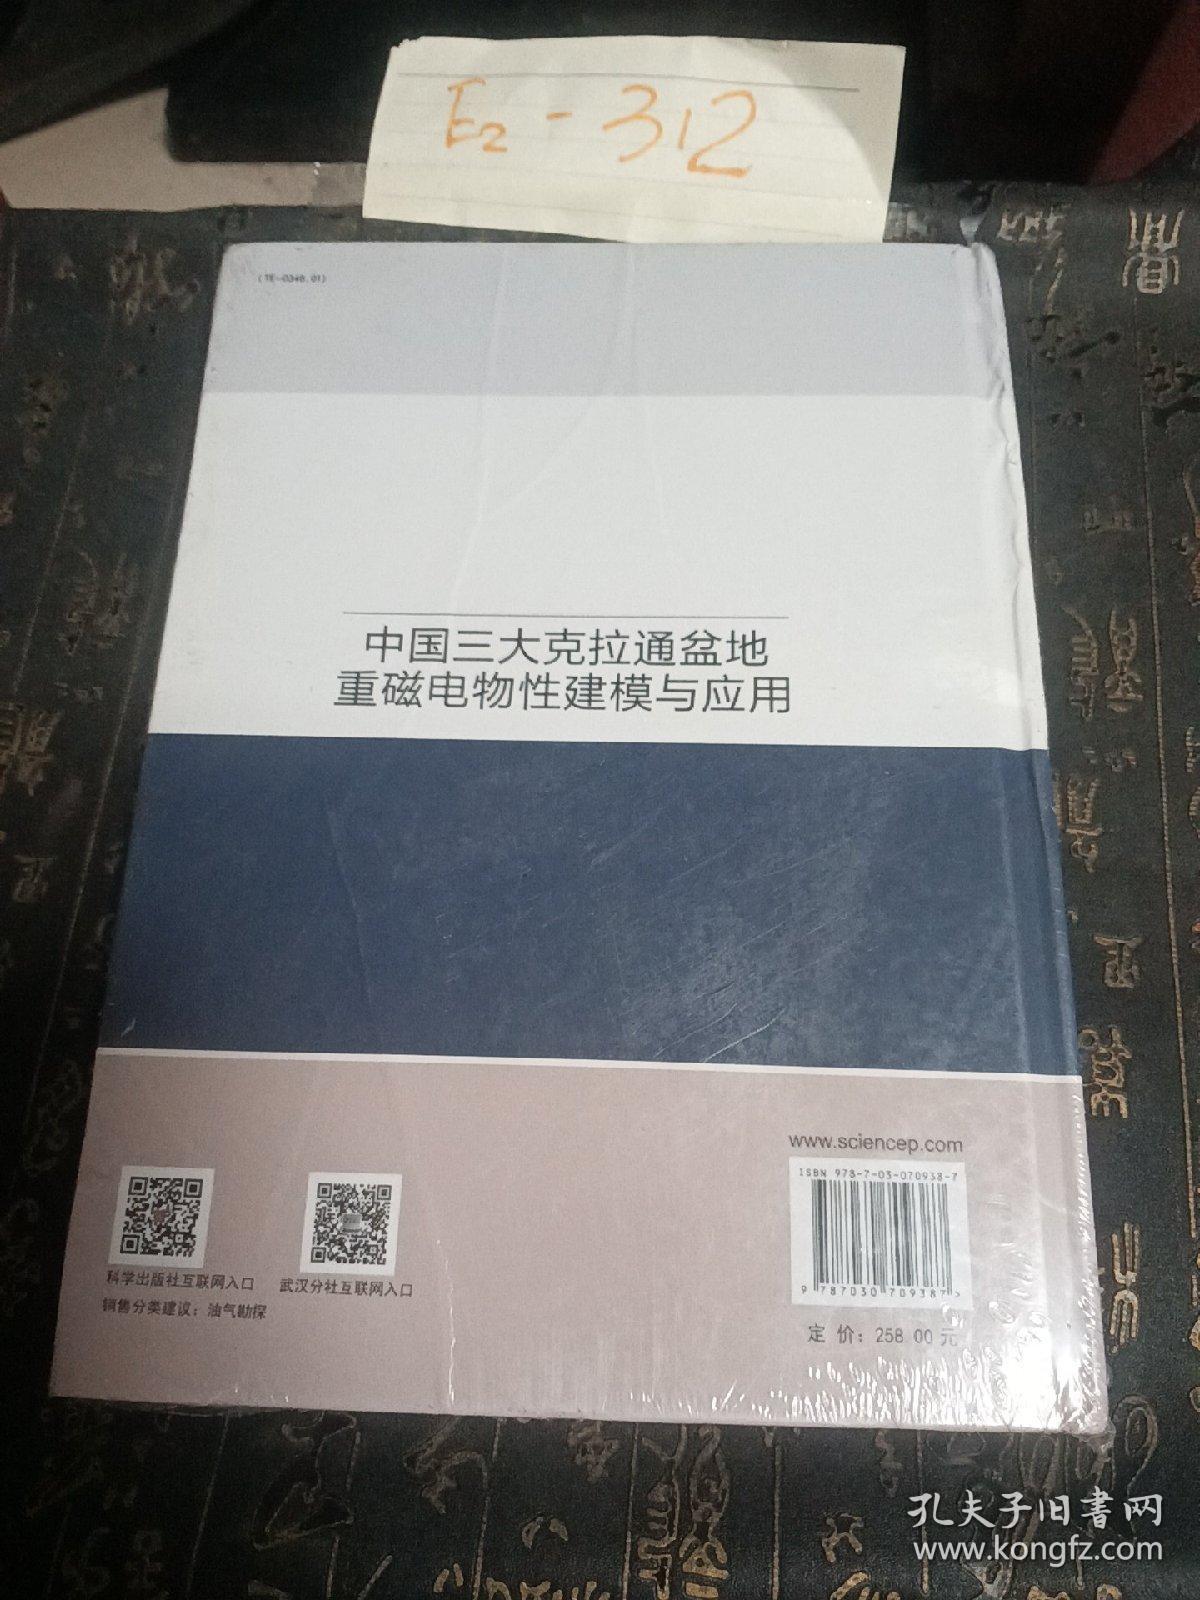 E2-312
(TE-0348.01)
中国三大克拉通盆地
重磁电物性建模与应用
www.sciencep.com
ISBN 978-7-03-070938-7
9 787030 709387 >
定 价：258.00元
科学出版社互联网入口
武汉分社互联网入口
销售分类建议：油气勘探
孔夫子旧书网
www.kongfz.com